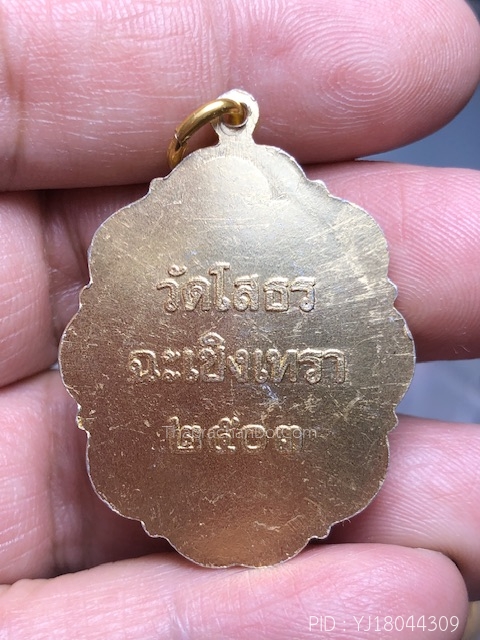 วัดโสธร
ฉะเชิงเทรา
๒๕๐๓
ThaprachanDotcom
PID : YJ18044309